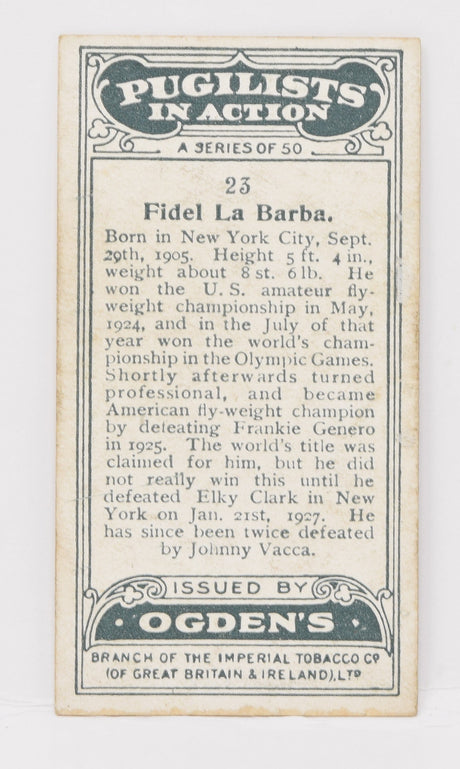 PUGILISTS
IN ACTION
A SERIES OF 50
23
Fidel La Barba.
Born in New York City, Sept.
29th, 1905. Height 5 ft. 4 in.,
weight about 8 st. 6 lb. He
won the U.S. amateur fly-
weight championship in May,
1924, and in the July of that
year won the world's cham-
pionship in the Olympic Games.
Shortly afterwards turned
professional, and became
American fly-weight champion
by defeating Frankie Genero
in 1925. The world's title was
claimed for him, but he did
not really win this until he
defeated Elky Clark in New
York on Jan. 21st, 1927. He
has since been twice defeated
by Johnny Vacca.
ISSUED BY
· OGDEN'S ·
BRANCH OF THE IMPERIAL TOBACCO CO
(OF GREAT BRITAIN & IRELAND), LTD